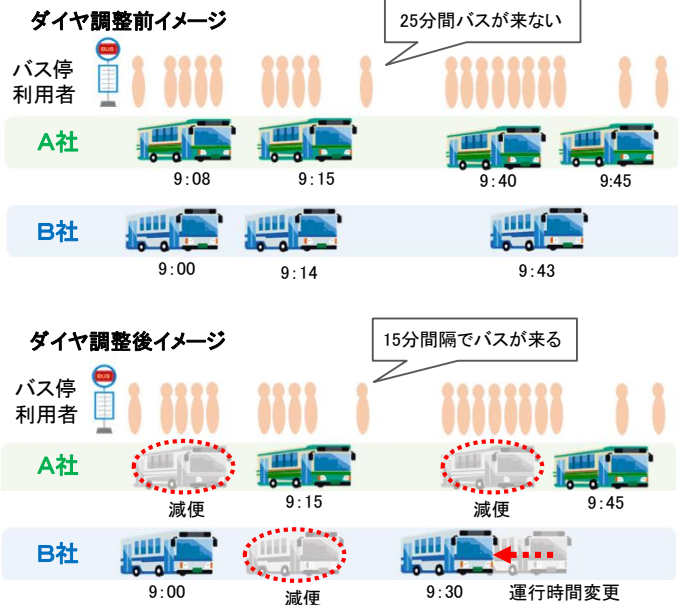 ダイヤ調整前イメージ
25分間バスが来ない
BUS
バス停
利用者
A社
9:08
9:15
9:40
9:45
B社
9:00
9:14
9:43
ダイヤ調整後イメージ
15分間隔でバスが来る
BUS
バス停
利用者
A社
減便
9:15
減便
9:45
B社
9:00
減便
9:30
運行時間変更